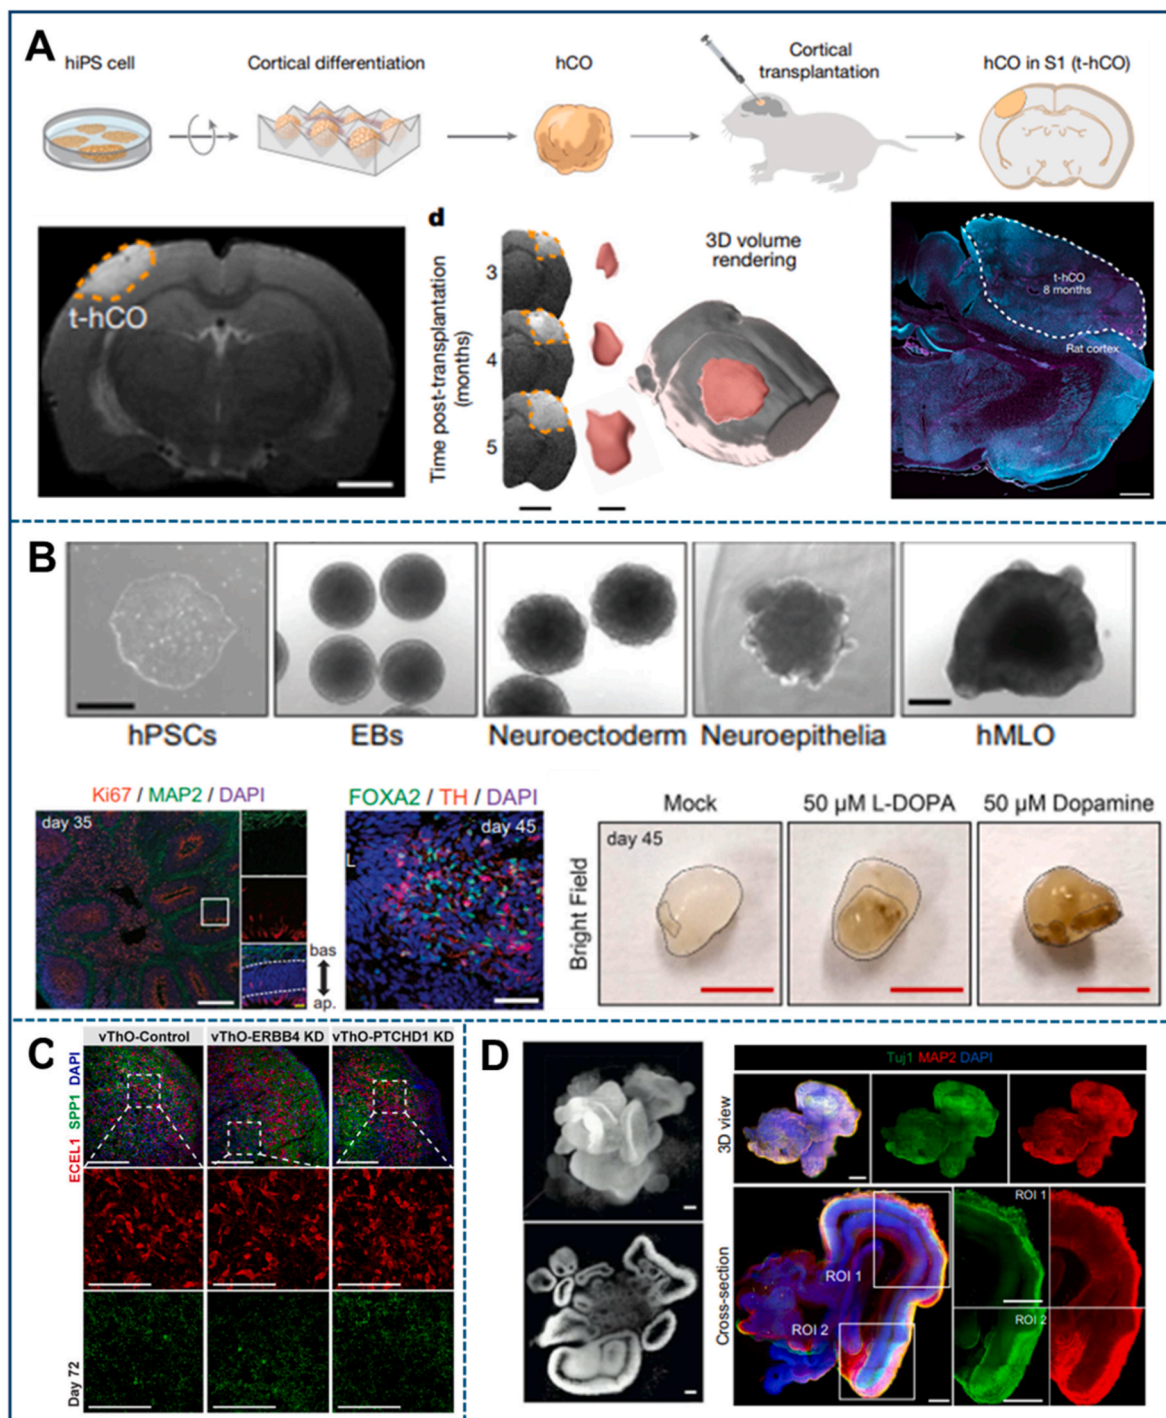 A
hiPS cell
Cortical differentiation
hCO
Cortical
transplantation
hCO in S1 (t-hCO)
t-hCO
d
Time post-transplantation
(months)
3
4
5
3D volume
rendering
t-hCO
8 months
Rat cortex
B
hPSCs
EBs
Neuroectoderm
Neuroepithelia
hMLO
Ki67 / MAP2 / DAPI
day 35
bas
ap.
FOXA2 / TH / DAPI
day 45
L
Mock
50 µM L-DOPA
50 µM Dopamine
Bright Field
day 45
C
vThO-Control
vThO-ERBB4 KD
vThO-PTCHD1 KD
ECEL1 SPP1 DAPI
Day 72
D
Tuj1 MAP2 DAPI
3D view
Cross-section
ROI 1
ROI 2
ROI 1
ROI 2